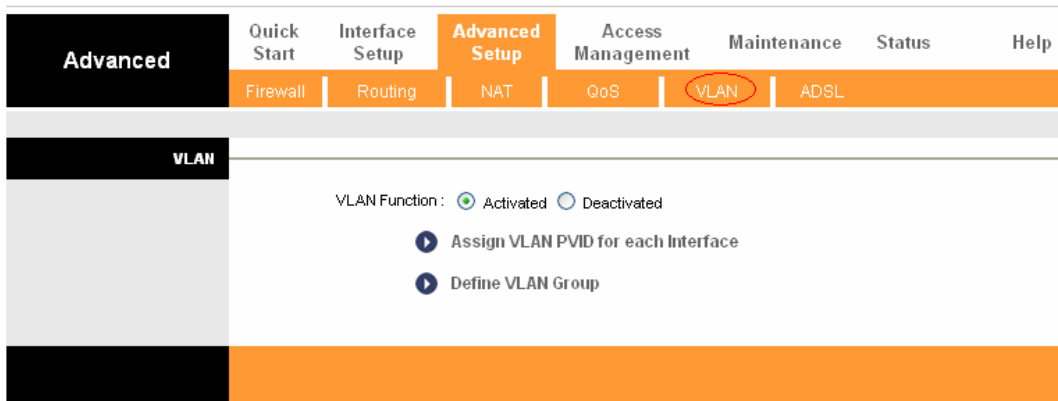 Advanced
Quick Start
Interface Setup
Advanced Setup
Access Management
Maintenance
Status
Help
Firewall
Routing
NAT
QoS
VLAN
ADSL
VLAN
VLAN Function : Activated Deactivated
Assign VLAN PVID for each Interface
Define VLAN Group